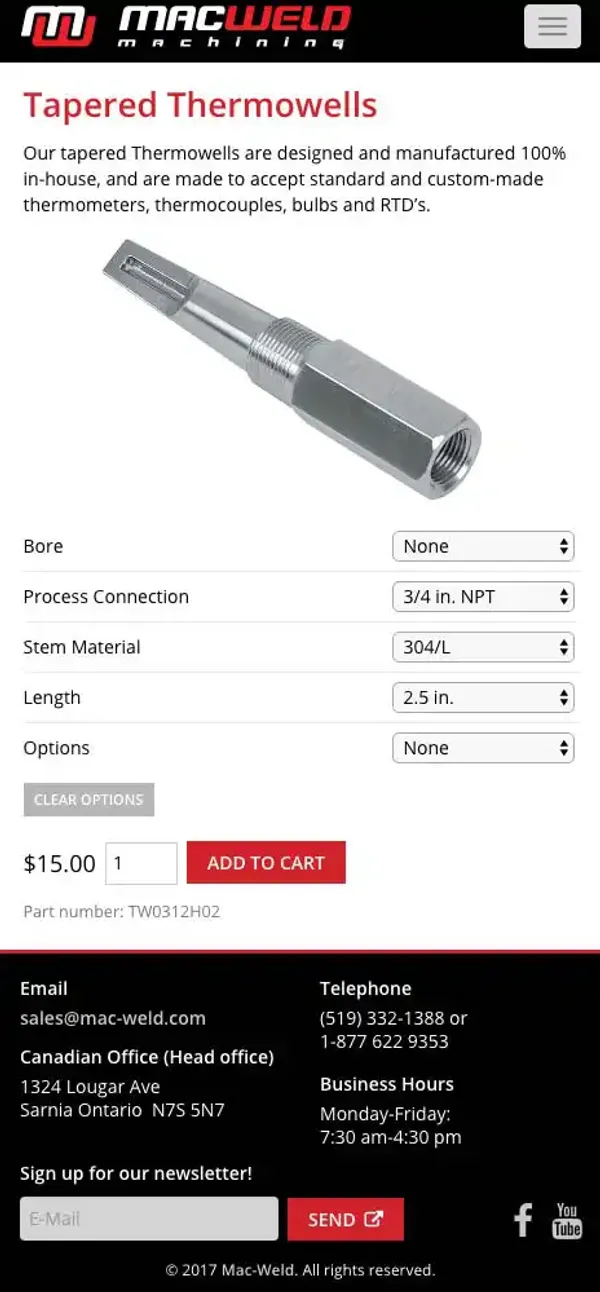 MACWELD
machining
Tapered Thermowells
Our tapered Thermowells are designed and manufactured 100%
in-house, and are made to accept standard and custom-made
thermometers, thermocouples, bulbs and RTD’s.
Bore None
Process Connection 3/4 in. NPT
Stem Material 304/L
Length 2.5 in.
Options None
CLEAR OPTIONS
$15.00 1 ADD TO CART
Part number: TW0312H02
Email
sales@mac-weld.com
Canadian Office (Head office)
1324 Lougar Ave
Sarnia Ontario N7S 5N7
Telephone
(519) 332-1388 or
1-877 622 9353
Business Hours
Monday-Friday:
7:30 am-4:30 pm
Sign up for our newsletter!
E-Mail SEND
You
Tube
© 2017 Mac-Weld. All rights reserved.